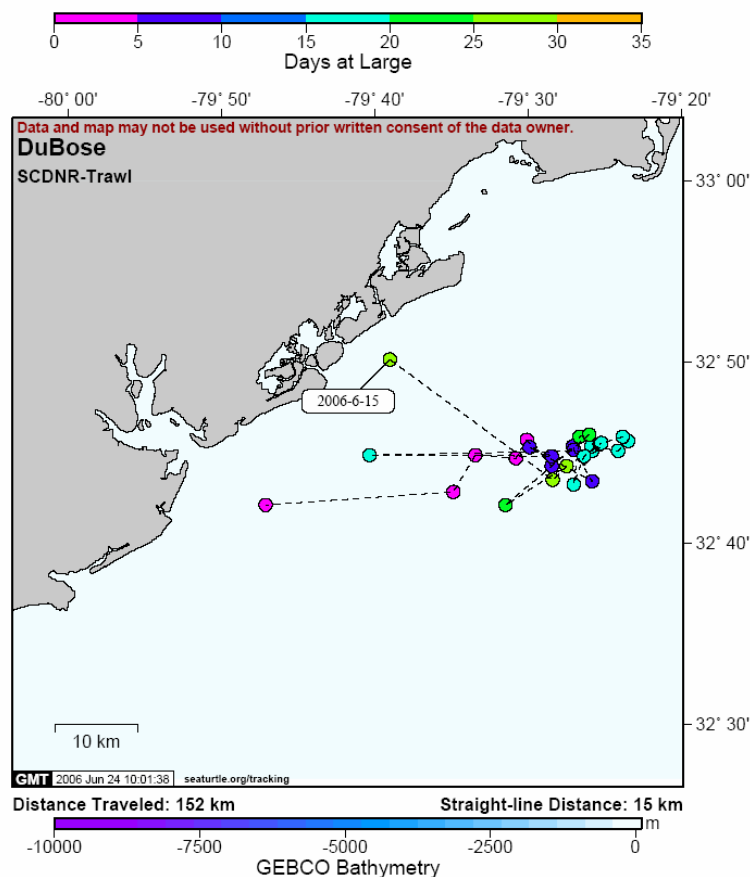 0 5 10 15 20 25 30 35
Days at Large
-80° 00' -79° 50' -79° 40' -79° 30' -79° 20'
Data and map may not be used without prior written consent of the data owner.
DuBose
SCDNR-Trawl
33° 00'
32° 50'
2006-6-15
32° 40'
32° 30'
10 km
GMT 2006 Jun 24 10:01:38 seaturtle.org/tracking
Distance Traveled: 152 km Straight-line Distance: 15 km
m
-10000 -7500 -5000 -2500 0
GEBCO Bathymetry